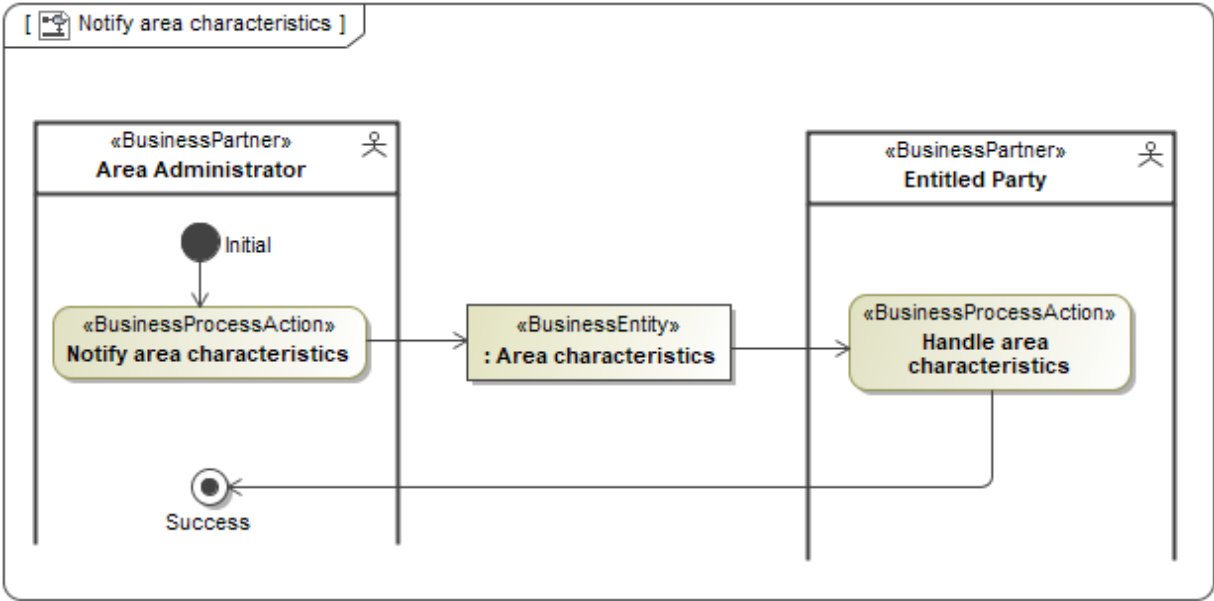 [ Notify area characteristics ]
«BusinessPartner»
Area Administrator
«BusinessPartner»
Entitled Party
Initial
«BusinessProcessAction»
Notify area characteristics
«BusinessEntity»
: Area characteristics
«BusinessProcessAction»
Handle area
characteristics
Success